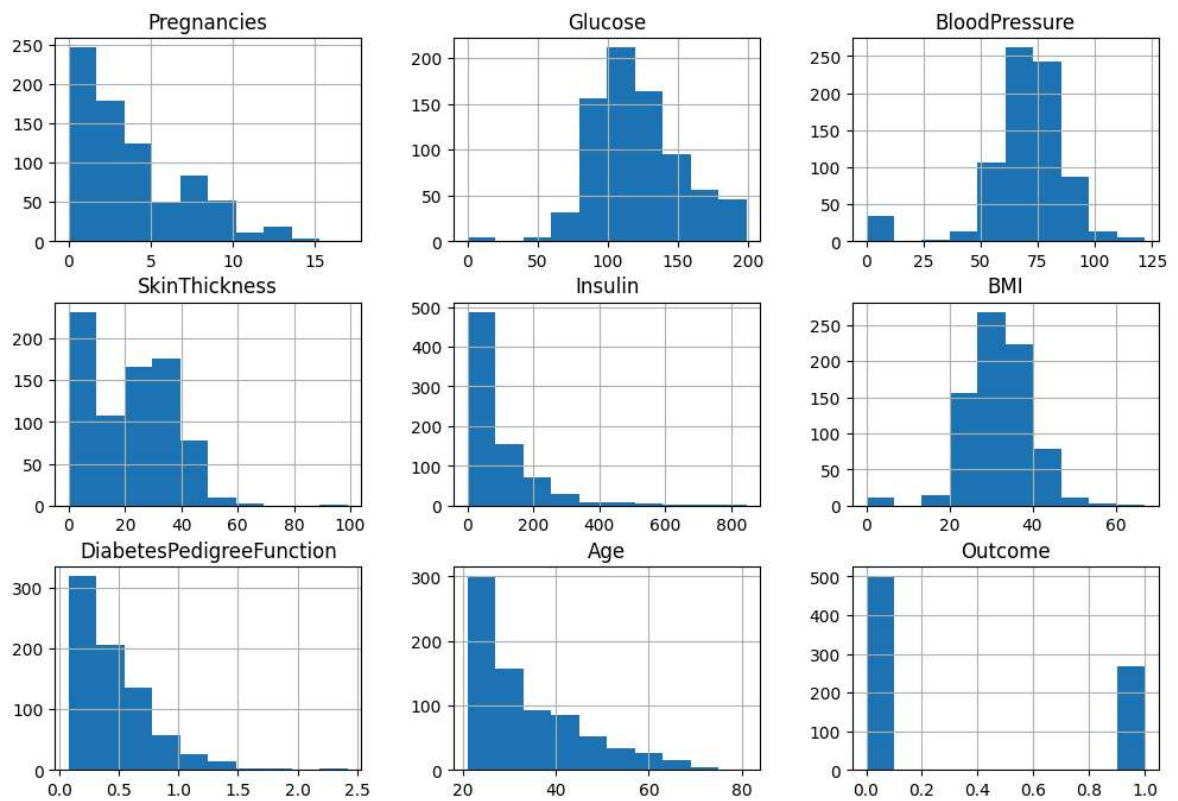 Pregnancies Glucose BloodPressure
250 200 150 100 50 0
200 150 100 50 0
250 200 150 100 50 0
0 5 10 15
0 50 100 150 200
0 25 50 75 100 125
SkinThickness Insulin BMI
200 150 100 50 0
500 400 300 200 100 0
250 200 150 100 50 0
0 20 40 60 80 100
0 200 400 600 800
0 20 40 60
DiabetesPedigreeFunction Age Outcome
300 200 100 0
300 200 100 0
500 400 300 200 100 0
0.0 0.5 1.0 1.5 2.0 2.5
20 40 60 80
0.0 0.2 0.4 0.6 0.8 1.0